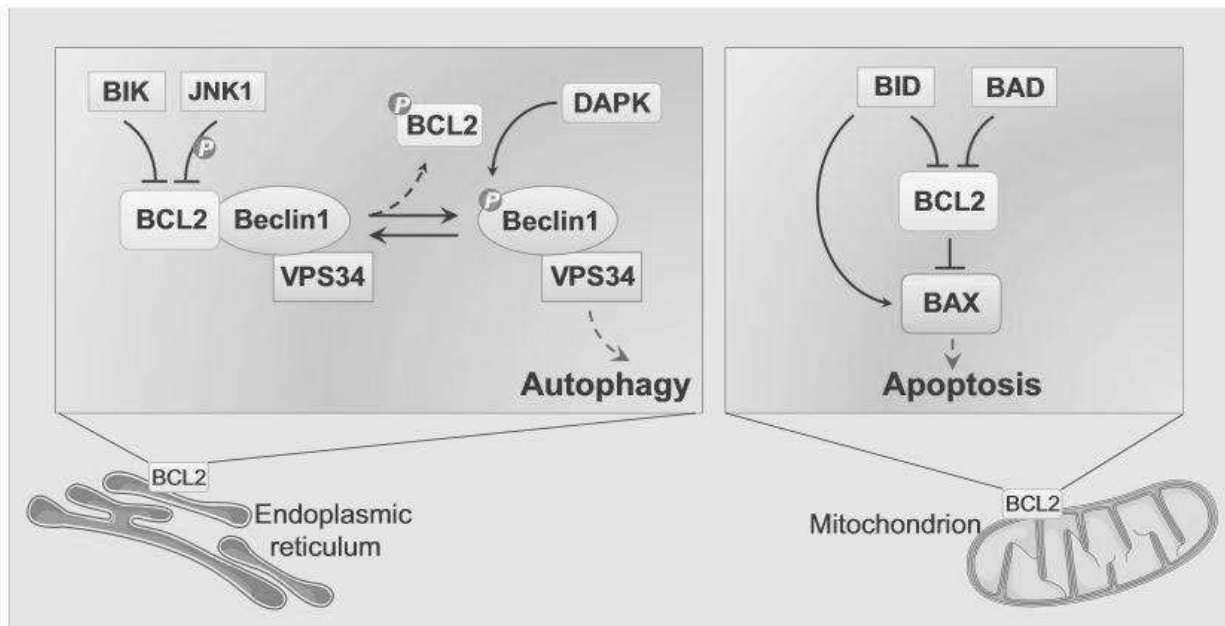 BIK
JNK1
P
P
BCL2
DAPK
BCL2
Beclin1
VPS34
P
Beclin1
VPS34
Autophagy
BID
BAD
BCL2
BAX
Apoptosis
BCL2
Endoplasmic
reticulum
BCL2
Mitochondrion